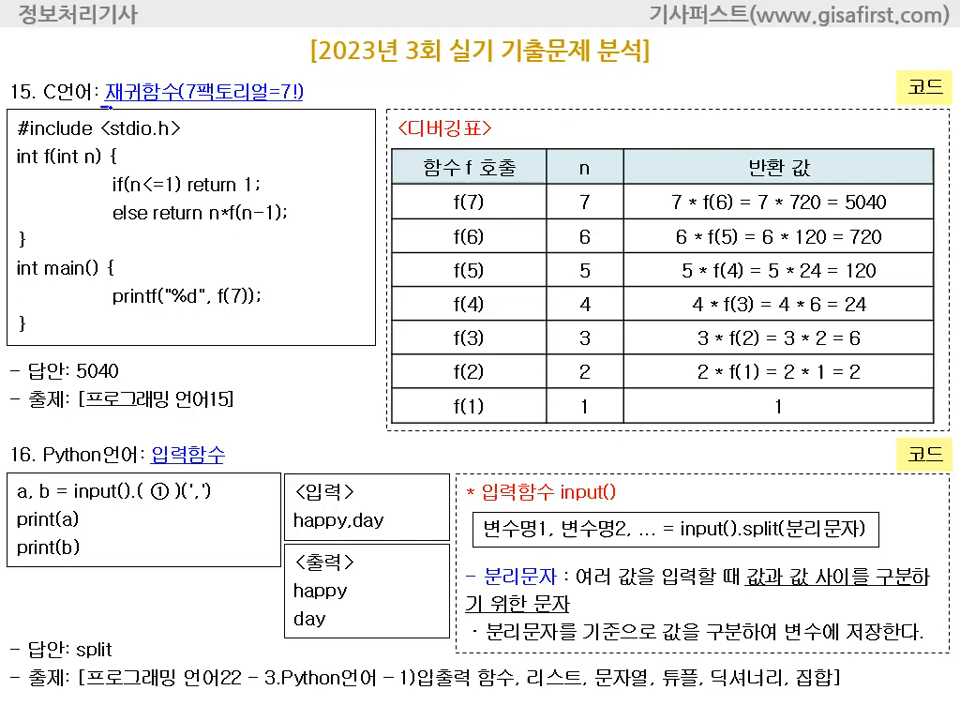 정보처리기사
기사퍼스트(www.gisafirst.com)
[2023년 3회 실기 기출문제 분석]
15. C언어: 재귀함수(7팩토리얼=7!)
코드
#include <stdio.h>
int f(int n) {
if(n<=1) return 1;
else return n*f(n-1);
}
int main() {
printf("%d", f(7));
}
<디버깅표>
함수 f 호출 n 반환 값
f(7) 7 7 * f(6) = 7 * 720 = 5040
f(6) 6 6 * f(5) = 6 * 120 = 720
f(5) 5 5 * f(4) = 5 * 24 = 120
f(4) 4 4 * f(3) = 4 * 6 = 24
f(3) 3 3 * f(2) = 3 * 2 = 6
f(2) 2 2 * f(1) = 2 * 1 = 2
f(1) 1 1
- 답안: 5040
- 출제: [프로그래밍 언어15]
16. Python언어: 입력함수
코드
a, b = input().( ① )(',')
print(a)
print(b)
<입력>
happy,day
<출력>
happy
day
* 입력함수 input()
변수명1, 변수명2, ... = input().split(분리문자)
- 분리문자 : 여러 값을 입력할 때 값과 값 사이를 구분하
기 위한 문자
· 분리문자를 기준으로 값을 구분하여 변수에 저장한다.
- 답안: split
- 출제: [프로그래밍 언어22 - 3.Python언어 - 1)입출력 함수, 리스트, 문자열, 튜플, 딕셔너리, 집합]